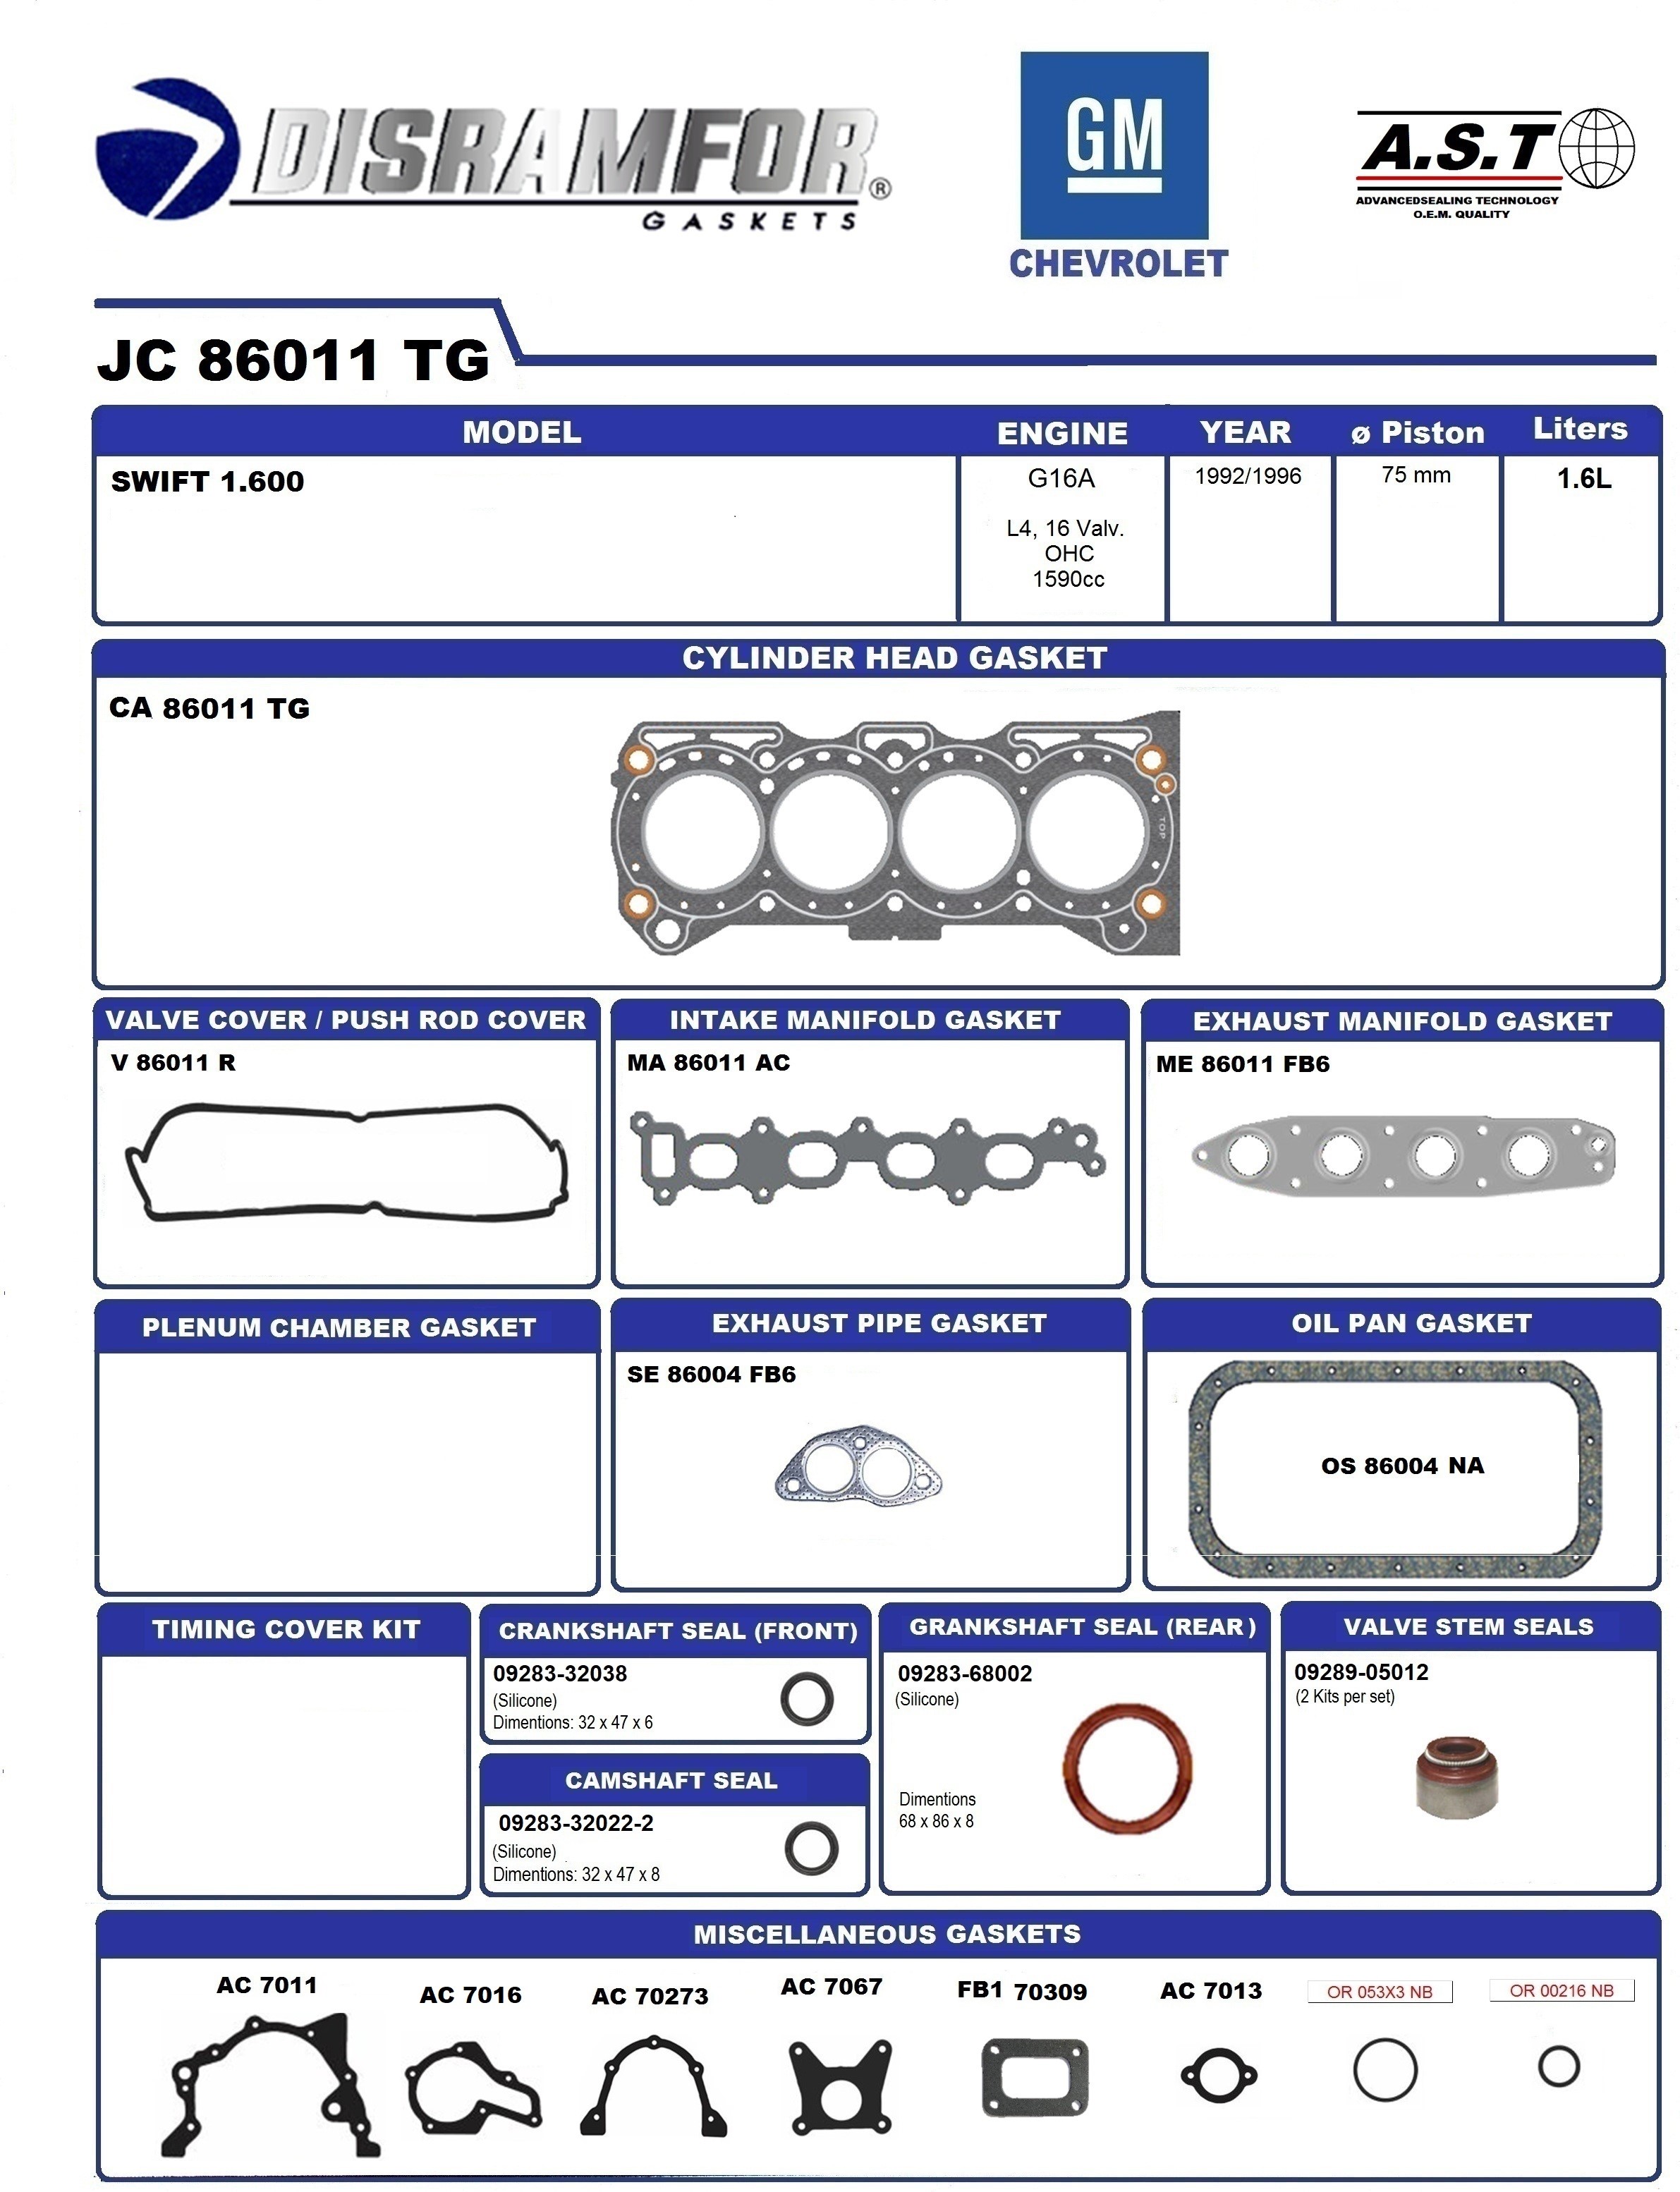 DISRAMFOR®
GASKETS
GM
CHEVROLET
A.S.T
ADVANCEDSEALING TECHNOLOGY
O.E.M. QUALITY
JC 86011 TG
MODEL ENGINE YEAR ø Piston Liters
SWIFT 1.600 G16A 1992/1996 75 mm 1.6L
L4, 16 Valv.
OHC
1590cc
CYLINDER HEAD GASKET
CA 86011 TG
TOP
VALVE COVER / PUSH ROD COVER
V 86011 R
INTAKE MANIFOLD GASKET
MA 86011 AC
EXHAUST MANIFOLD GASKET
ME 86011 FB6
PLENUM CHAMBER GASKET
EXHAUST PIPE GASKET
SE 86004 FB6
OIL PAN GASKET
OS 86004 NA
TIMING COVER KIT
CRANKSHAFT SEAL (FRONT)
09283-32038
(Silicone)
Dimentions: 32 x 47 x 6
CAMSHAFT SEAL
09283-32022-2
(Silicone)
Dimentions: 32 x 47 x 8
GRANKSHAFT SEAL (REAR)
09283-68002
(Silicone)
Dimentions
68 x 86 x 8
VALVE STEM SEALS
09289-05012
(2 Kits per set)
MISCELLANEOUS GASKETS
AC 7011
AC 7016
AC 70273
AC 7067
FB1 70309
AC 7013
OR 053X3 NB
OR 00216 NB